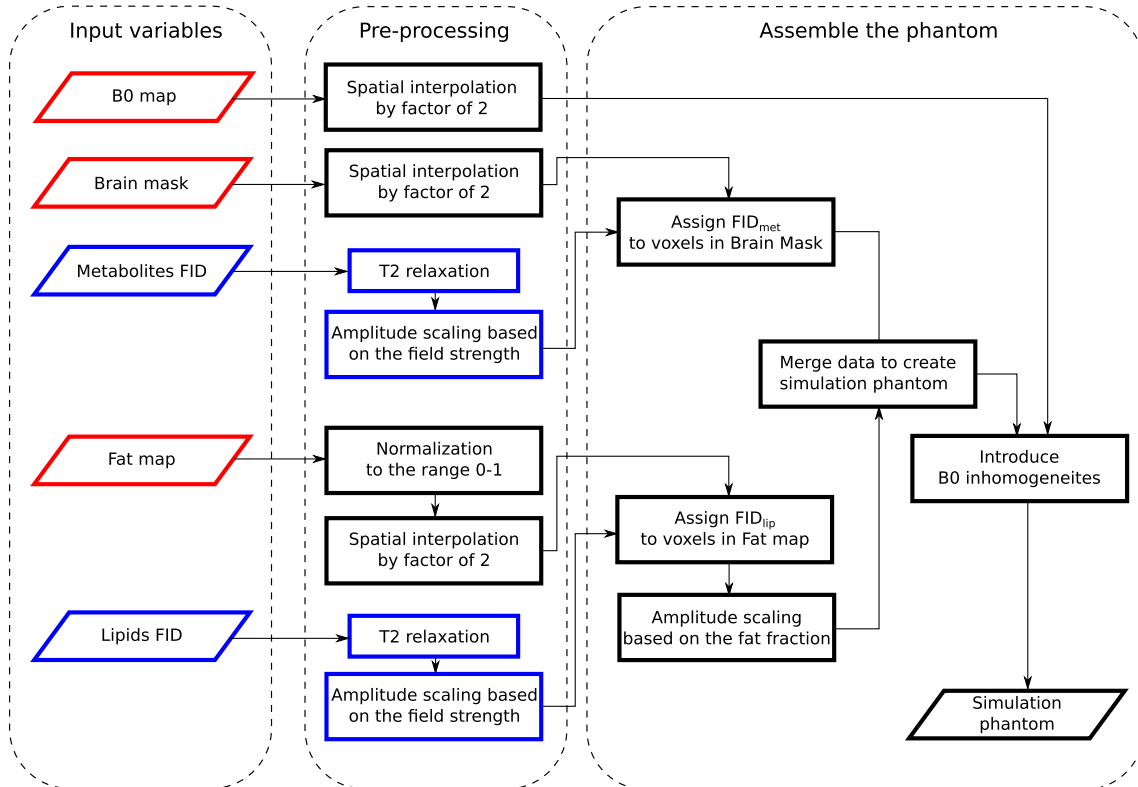 Input variables
Pre-processing
Assemble the phantom
B0 map
Spatial interpolation
by factor of 2
Brain mask
Spatial interpolation
by factor of 2
Assign FIDmet
to voxels in Brain Mask
Metabolites FID
T2 relaxation
Amplitude scaling based
on the field strength
Merge data to create
simulation phantom
Fat map
Normalization
to the range 0-1
Introduce
B0 inhomogeneites
Spatial interpolation
by factor of 2
Assign FIDlip
to voxels in Fat map
Amplitude scaling
based on the fat fraction
Lipids FID
T2 relaxation
Amplitude scaling based
on the field strength
Simulation
phantom